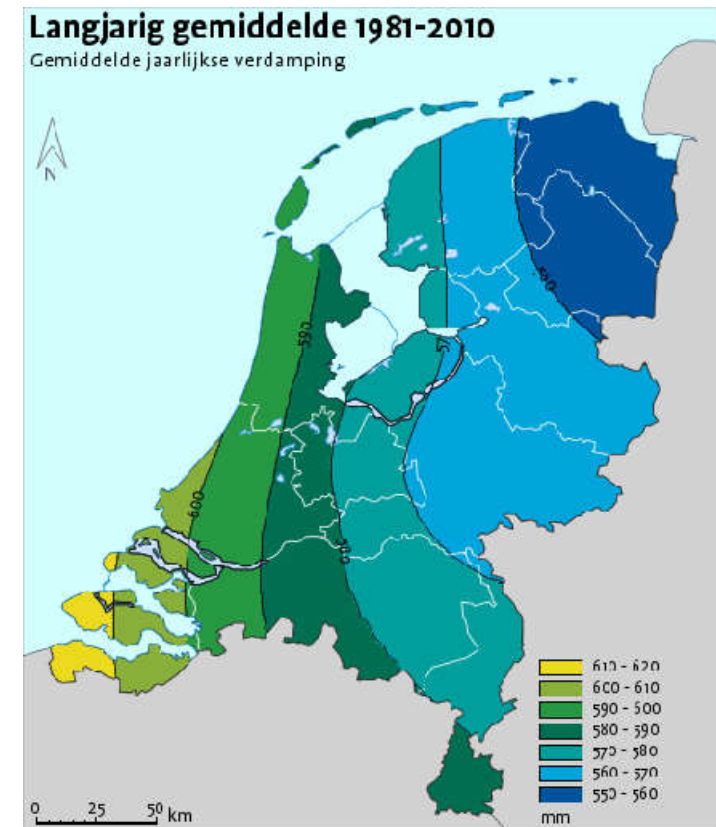 Langjarig gemiddelde 1981-2010
Gemiddelde jaarlijkse verdamping
N
590
57
600
610 - 620
600 - 610
590 - 600
580 - 590
570 - 580
560 - 570
550 - 560
mm
0 25 50 km